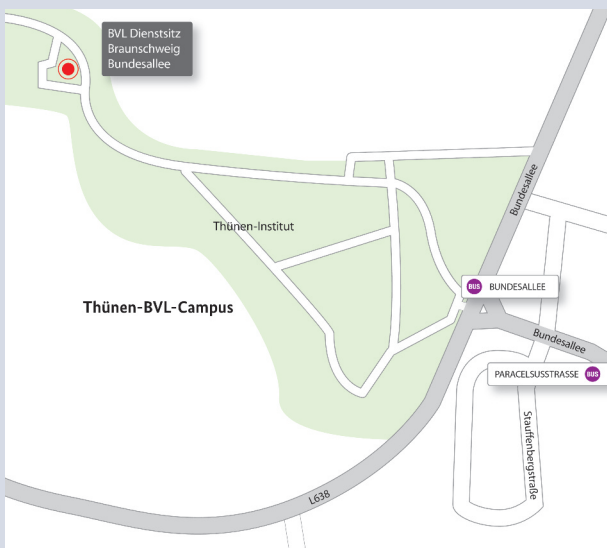 BVL Dienstsitz
Braunschweig
Bundesallee
Bundesallee
Thünen-Institut
BUS BUNDESALLEE
Thünen-BVL-Campus
Bundesallee
PARACELSUSSTRASSE BUS
Stauffenbergstraße
L638